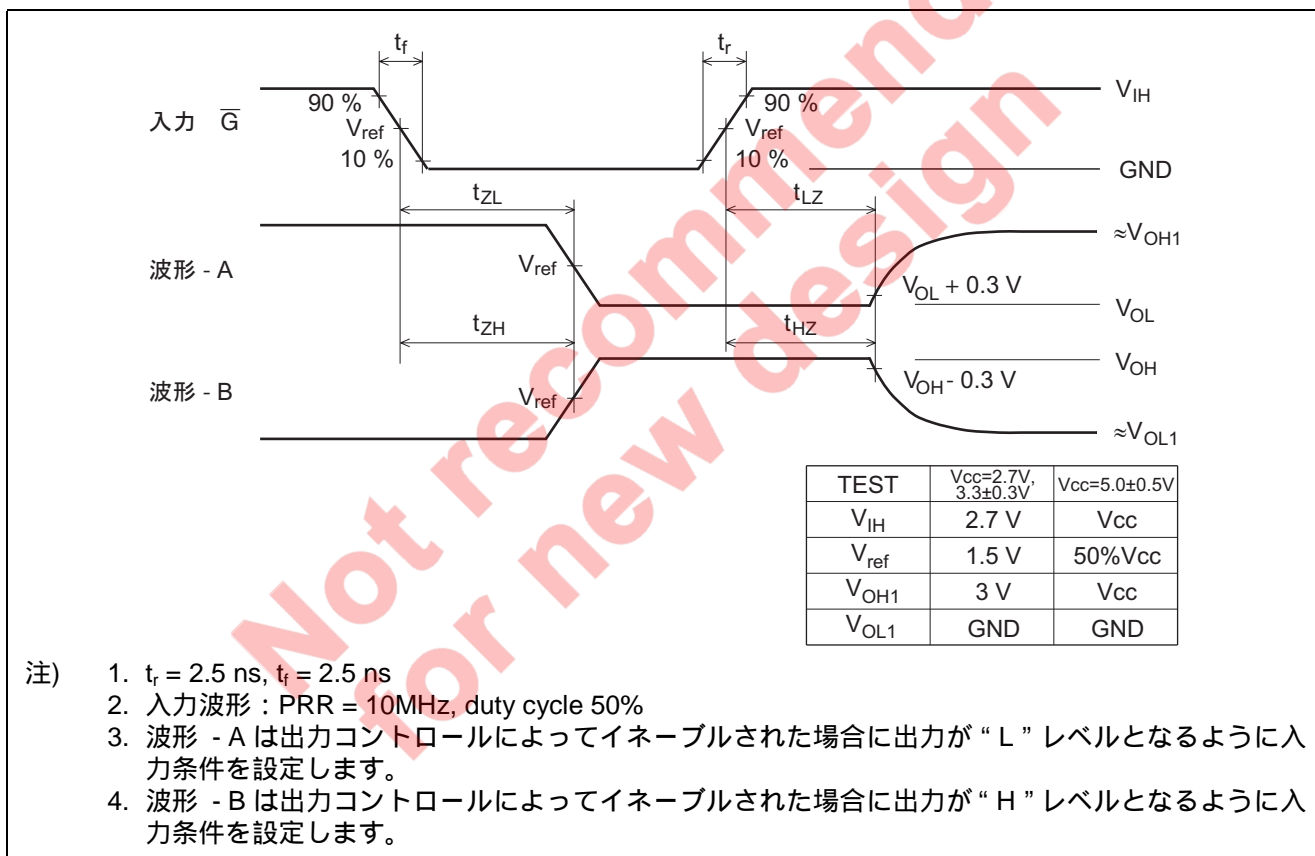 tf tr
入力 G̅ 90 % Vref 10 % 90 % Vref 10 % VIH
GND
tZL tLZ
波形 - A Vref VOL + 0.3 V ≈VOH1
VOL
tZH tHZ
波形 - B Vref VOH - 0.3 V VOH
≈VOL1
TEST Vcc=2.7V, 3.3±0.3V Vcc=5.0±0.5V
VIH 2.7 V Vcc
Vref 1.5 V 50%Vcc
VOH1 3 V Vcc
VOL1 GND GND
Not recommend
for new design
注) 1. tr = 2.5 ns, tf = 2.5 ns
2. 入力波形：PRR = 10MHz, duty cycle 50%
3. 波形 - A は出力コントロールによってイネーブルされた場合に出力が “ L ” レベルとなるように入
力条件を設定します。
4. 波形 - B は出力コントロールによってイネーブルされた場合に出力が “ H ” レベルとなるように入
力条件を設定します。